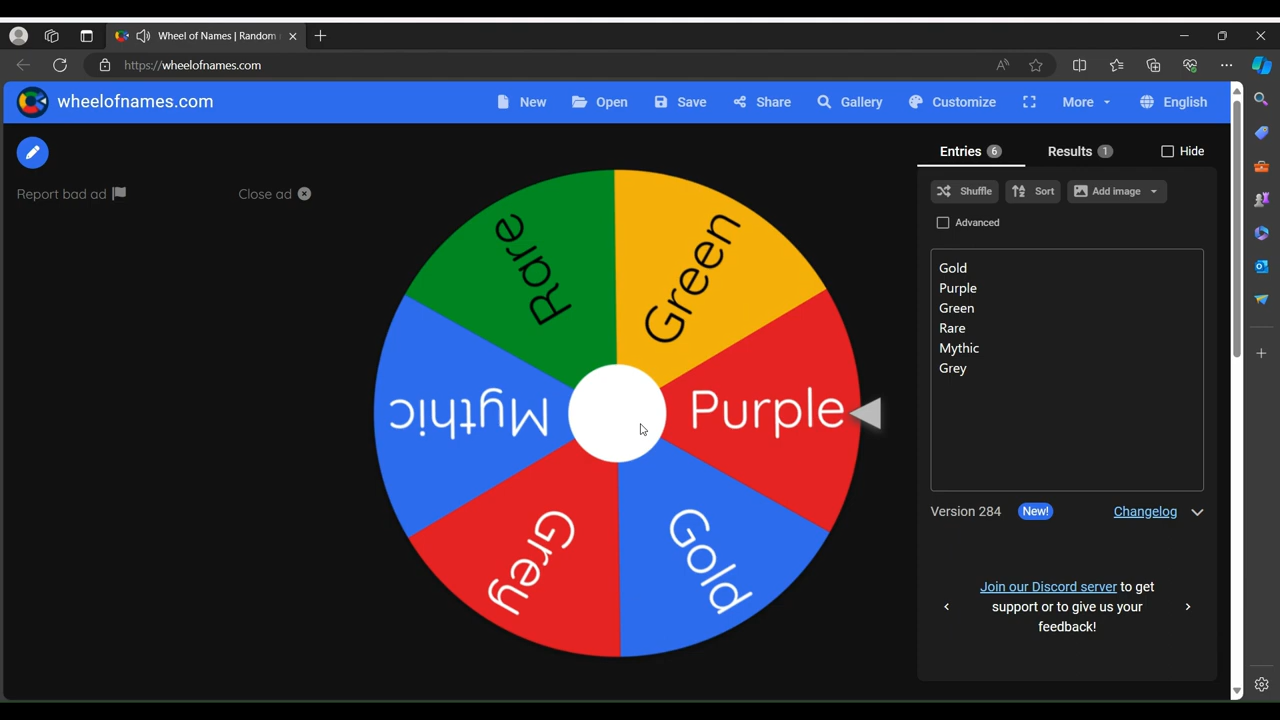 Wheel of Names | Random
https://wheelofnames.com
wheelofnames.com
New
Open
Save
Share
Gallery
Customize
More
English
Report bad ad
Close ad
Entries 6
Results 1
Hide
Shuffle
Sort
Add image
Advanced
Gold
Purple
Green
Rare
Mythic
Grey
Rare
Green
Mythic
Purple
Grey
Gold
Version 284
New!
Changelog
Join our Discord server to get
support or to give us your
feedback!